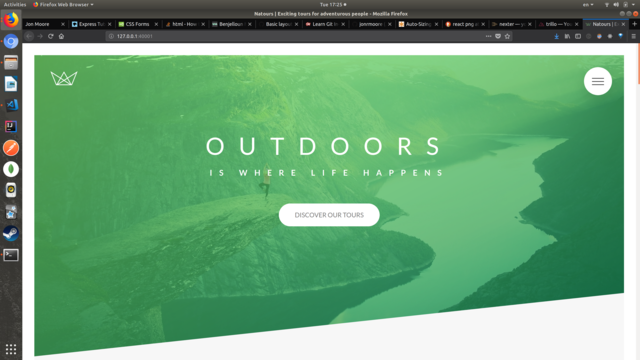 Activities Firefox Web Browser Tue 17:25 en
Natours | Exciting tours for adventurous people - Mozilla Firefox
Jon Moore Express Tu CSS Forms html - How Benjelloun Basic layou Learn Git in jonmoore Auto-Sizing react png a nexter — y trillo — You Natours | E
127.0.0.1
OUTDOORS
IS WHERE LIFE HAPPENS
DISCOVER OUR TOURS